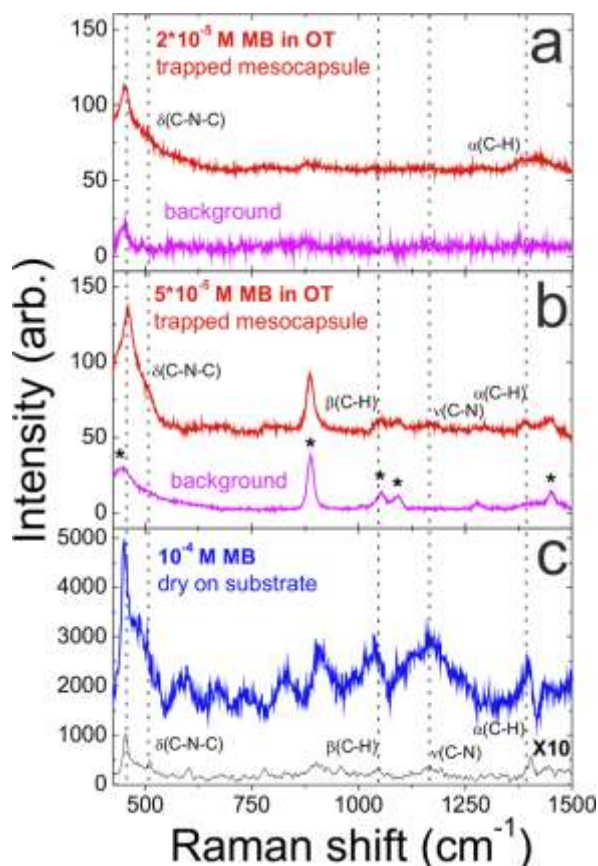 160
a
2*10⁻⁵ M MB in OT
trapped mesocapsule
100
δ(C-N-C)
α(C-H)
50
background
0
150
b
5*10⁻⁵ M MB in OT
trapped mesocapsule
100
δ(C-N-C)
β(C-H)
ν(C-N)
α(C-H)
50
* * * * *
background
0
5000
c
10⁻⁴ M MB
dry on substrate
4000
3000
2000
1000
δ(C-N-C)
β(C-H)
ν(C-N)
α(C-H)
X10
0
500 750 1000 1250 1500
Raman shift (cm⁻¹)
Intensity (arb.)